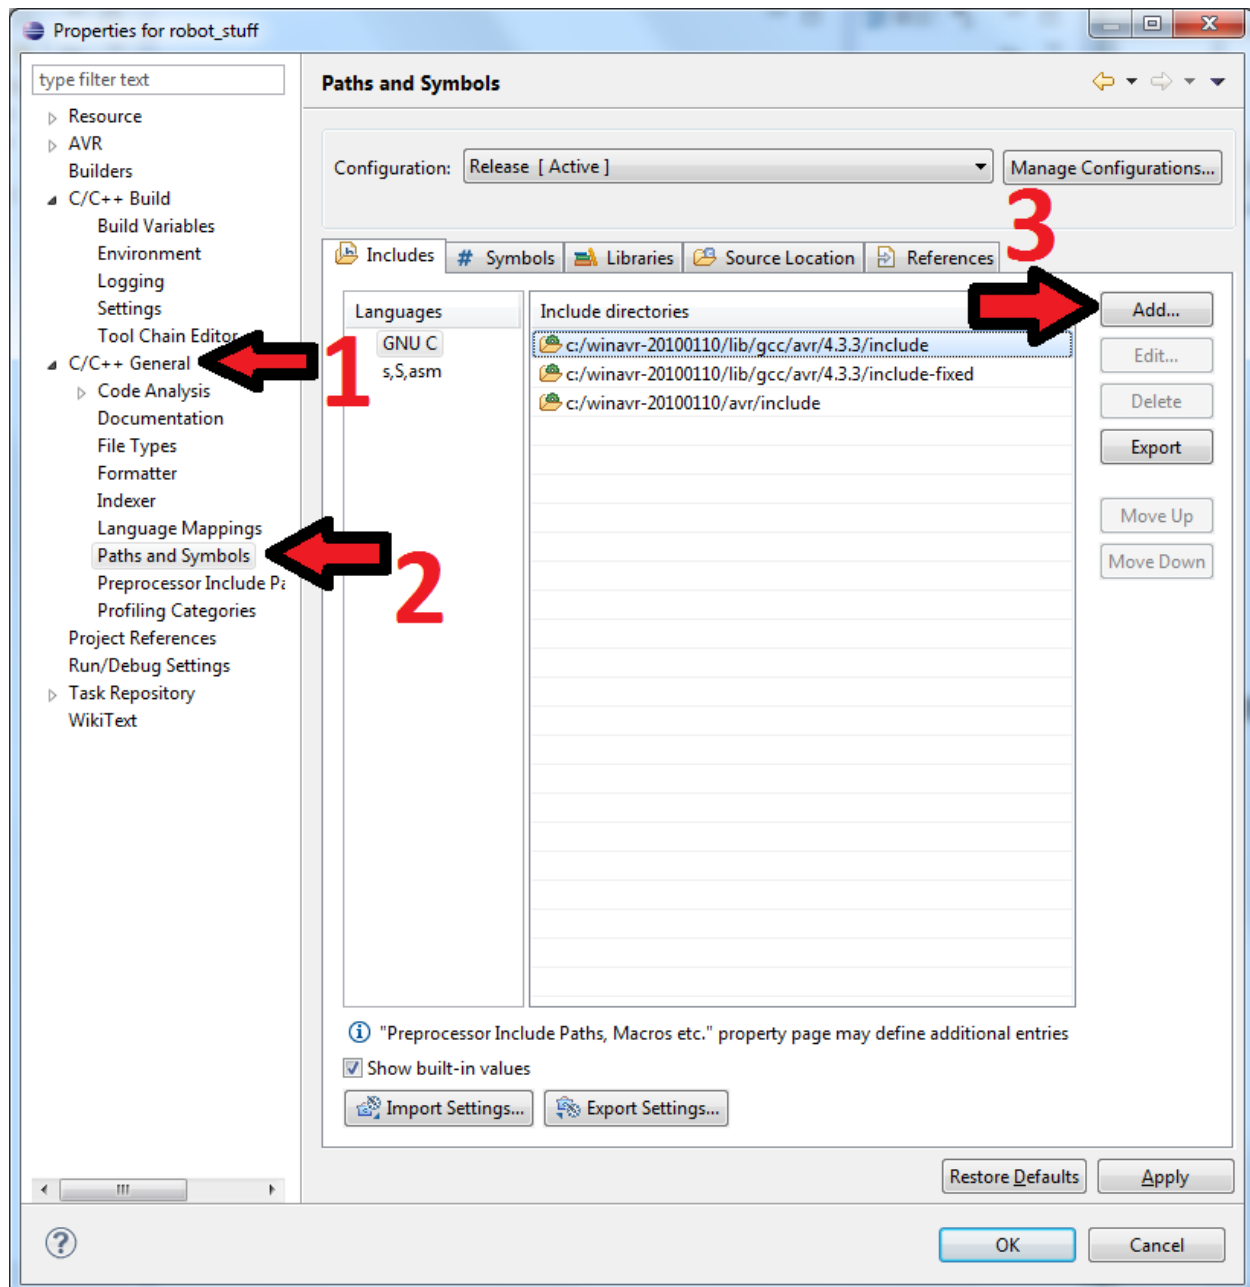 Properties for robot_stuff
type filter text
Resource
AVR
Builders
C/C++ Build
Build Variables
Environment
Logging
Settings
Tool Chain Editor
C/C++ General
Code Analysis
Documentation
File Types
Formatter
Indexer
Language Mappings
Paths and Symbols
Preprocessor Include Pa
Profiling Categories
Project References
Run/Debug Settings
Task Repository
WikiText
1
2
Paths and Symbols
Configuration: Release [ Active ] Manage Configurations...
3
Includes # Symbols Libraries Source Location References
Languages
GNU C
s,S,asm
Include directories
c:/winavr-20100110/lib/gcc/avr/4.3.3/include
c:/winavr-20100110/lib/gcc/avr/4.3.3/include-fixed
c:/winavr-20100110/avr/include
Add...
Edit...
Delete
Export
Move Up
Move Down
"Preprocessor Include Paths, Macros etc." property page may define additional entries
Show built-in values
Import Settings... Export Settings...
Restore Defaults Apply
? OK Cancel